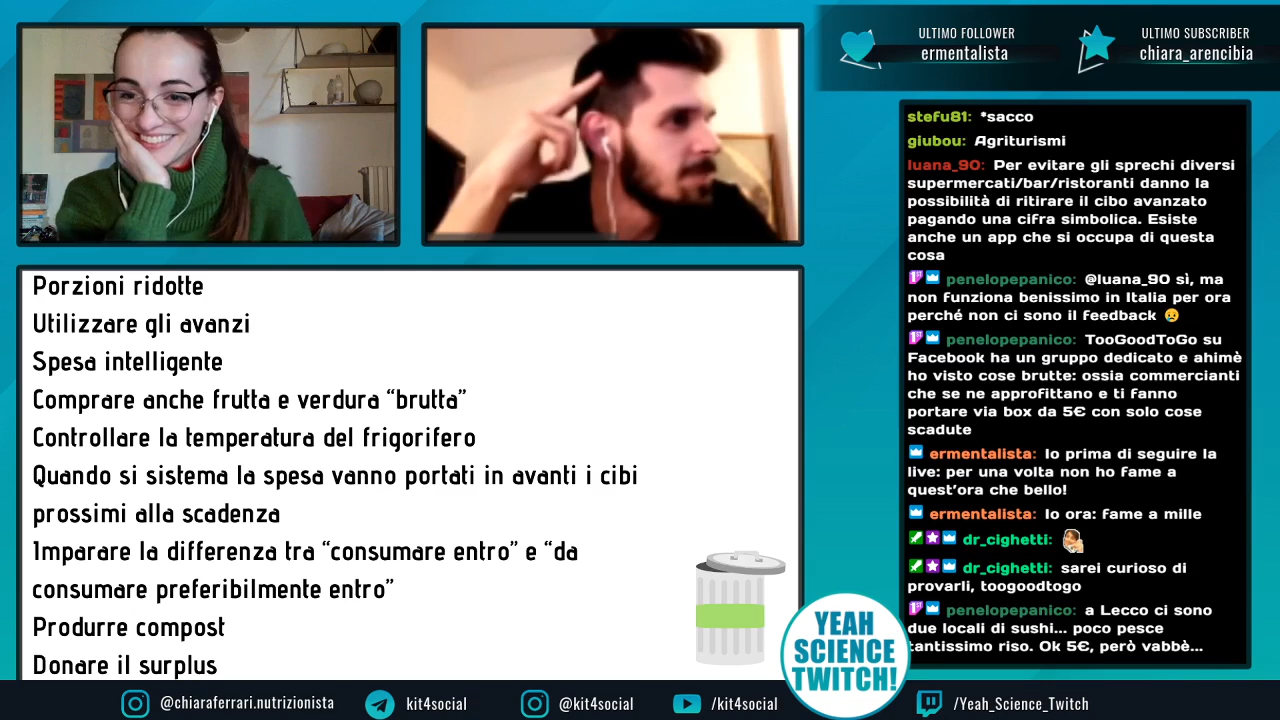 ULTIMO FOLLOWER
ermentalista
ULTIMO SUBSCRIBER
chiara_arencibia
Porzioni ridotte
Utilizzare gli avanzi
Spesa intelligente
Comprare anche frutta e verdura “brutta”
Controllare la temperatura del frigorifero
Quando si sistema la spesa vanno portati in avanti i cibi
prossimi alla scadenza
Imparare la differenza tra “consumare entro” e “da
consumare preferibilmente entro”
Produrre compost
Donare il surplus
stefu81: *sacco
giubou: Agriturismi
luana_90: Per evitare gli sprechi diversi
supermercati/bar/ristoranti danno la
possibilità di ritirare il cibo avanzato
pagando una cifra simbolica. Esiste
anche un app che si occupa di questa
cosa
penelopepanico: @luana_90 sì, ma
non funziona benissimo in Italia per ora
perché non ci sono il feedback 😥
penelopepanico: TooGoodToGo su
Facebook ha un gruppo dedicato e ahimè
ho visto cose brutte: ossia commercianti
che se ne approfittano e ti fanno
portare via box da 5€ con solo cose
scadute
ermentalista: Io prima di seguire la
live: per una volta non ho fame a
quest’ora che bello!
ermentalista: Io ora: fame a mille
dr_cighetti:
dr_cighetti: sarei curioso di
provarli, toogoodtogo
penelopepanico: a Lecco ci sono
due locali di sushi... poco pesce
tantissimo riso. Ok 5€, però vabbè...
YEAH
SCIENCE
TWITCH!
@chiaraferrari.nutrizionista
kit4social
@kit4social
/kit4social
/Yeah_Science_Twitch